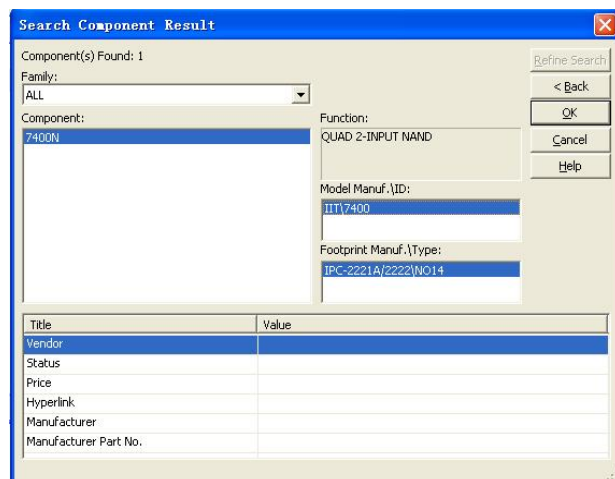 Search Component Result
Component(s) Found: 1
Refine Search
Family:
ALL
< Back
Component:
Function:
OK
7400N
QUAD 2-INPUT NAND
Cancel
Help
Model Manuf.\ID:
IIT\7400
Footprint Manuf.\Type:
IPC-2221A/2222\NO14
Title Value
Vendor
Status
Price
Hyperlink
Manufacturer
Manufacturer Part No.